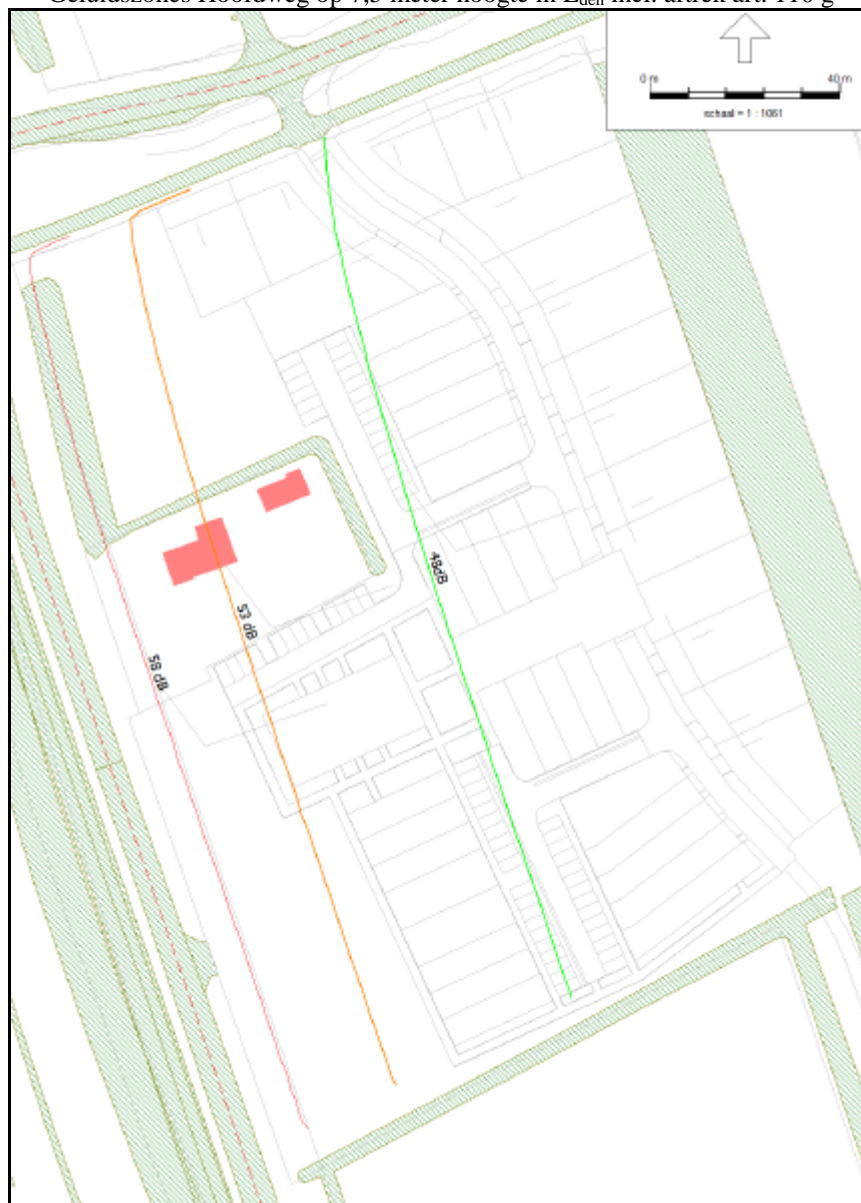 Geluidszones Hoofdweg op 7,5 meter hoogte in Lden incl. aftrek art. 110 g
0 m 40 m
schaal = 1 : 1061
48dB
53 dB
58 dB